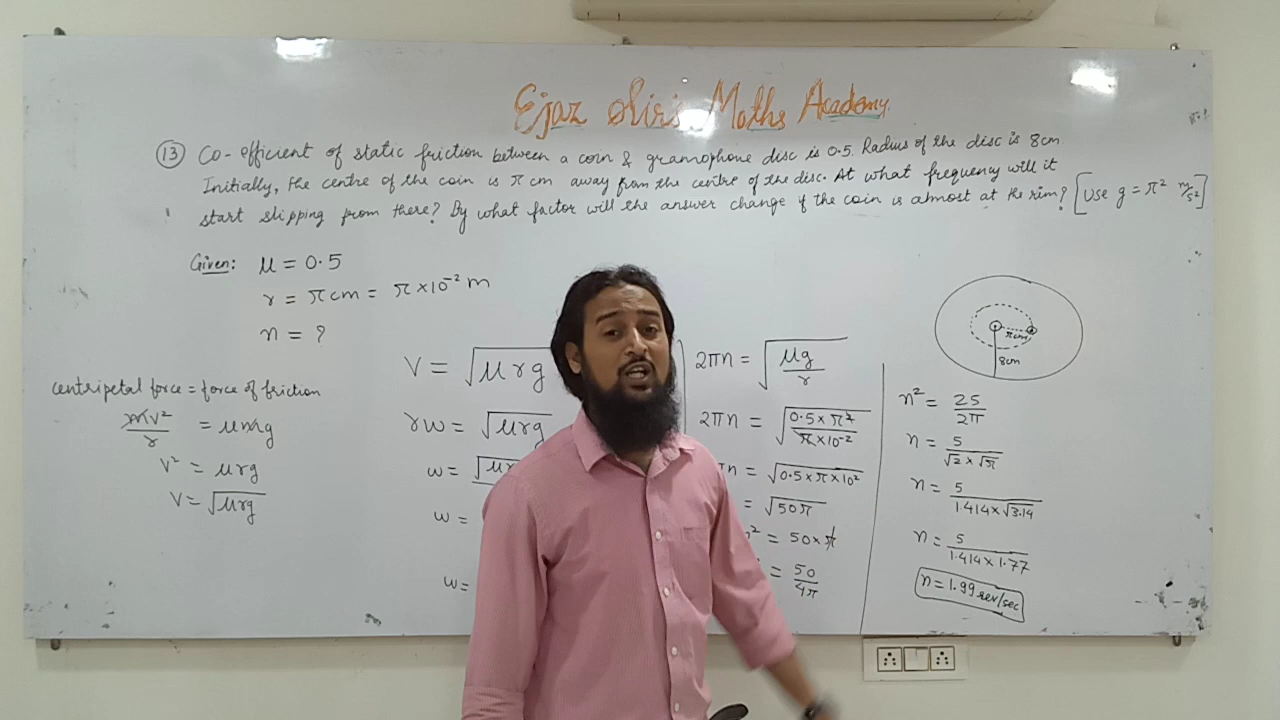 Ejaz Sir's Maths Academy
13 Co-efficient of static friction between a coin & gramophone disc is 0.5. Radius of the disc is 8cm
Initially, the centre of the coin is π cm away from the centre of the disc. At what frequency will it
start slipping from there? By what factor will the answer change if the coin is almost at the rim? [Use g = π² m/s²]
Given: μ = 0.5
r = π cm = π × 10⁻² m
n = ?
centripetal force = force of friction
mv²/r = μmg
v² = μrg
v = √μrg
V = √μrg
rω = √μrg
ω = √μr
ω =
ω =
2πn = √μg/r
2πn = √0.5×π²/π×10⁻²
πn = √0.5×π×10²
= √50π
n² = 50×π
= 50/4π
πcm
8cm
n² = 25/2π
n = 5/√2×√π
n = 5/1.414×√3.14
n = 5/1.414×1.77
n = 1.99 rev/sec